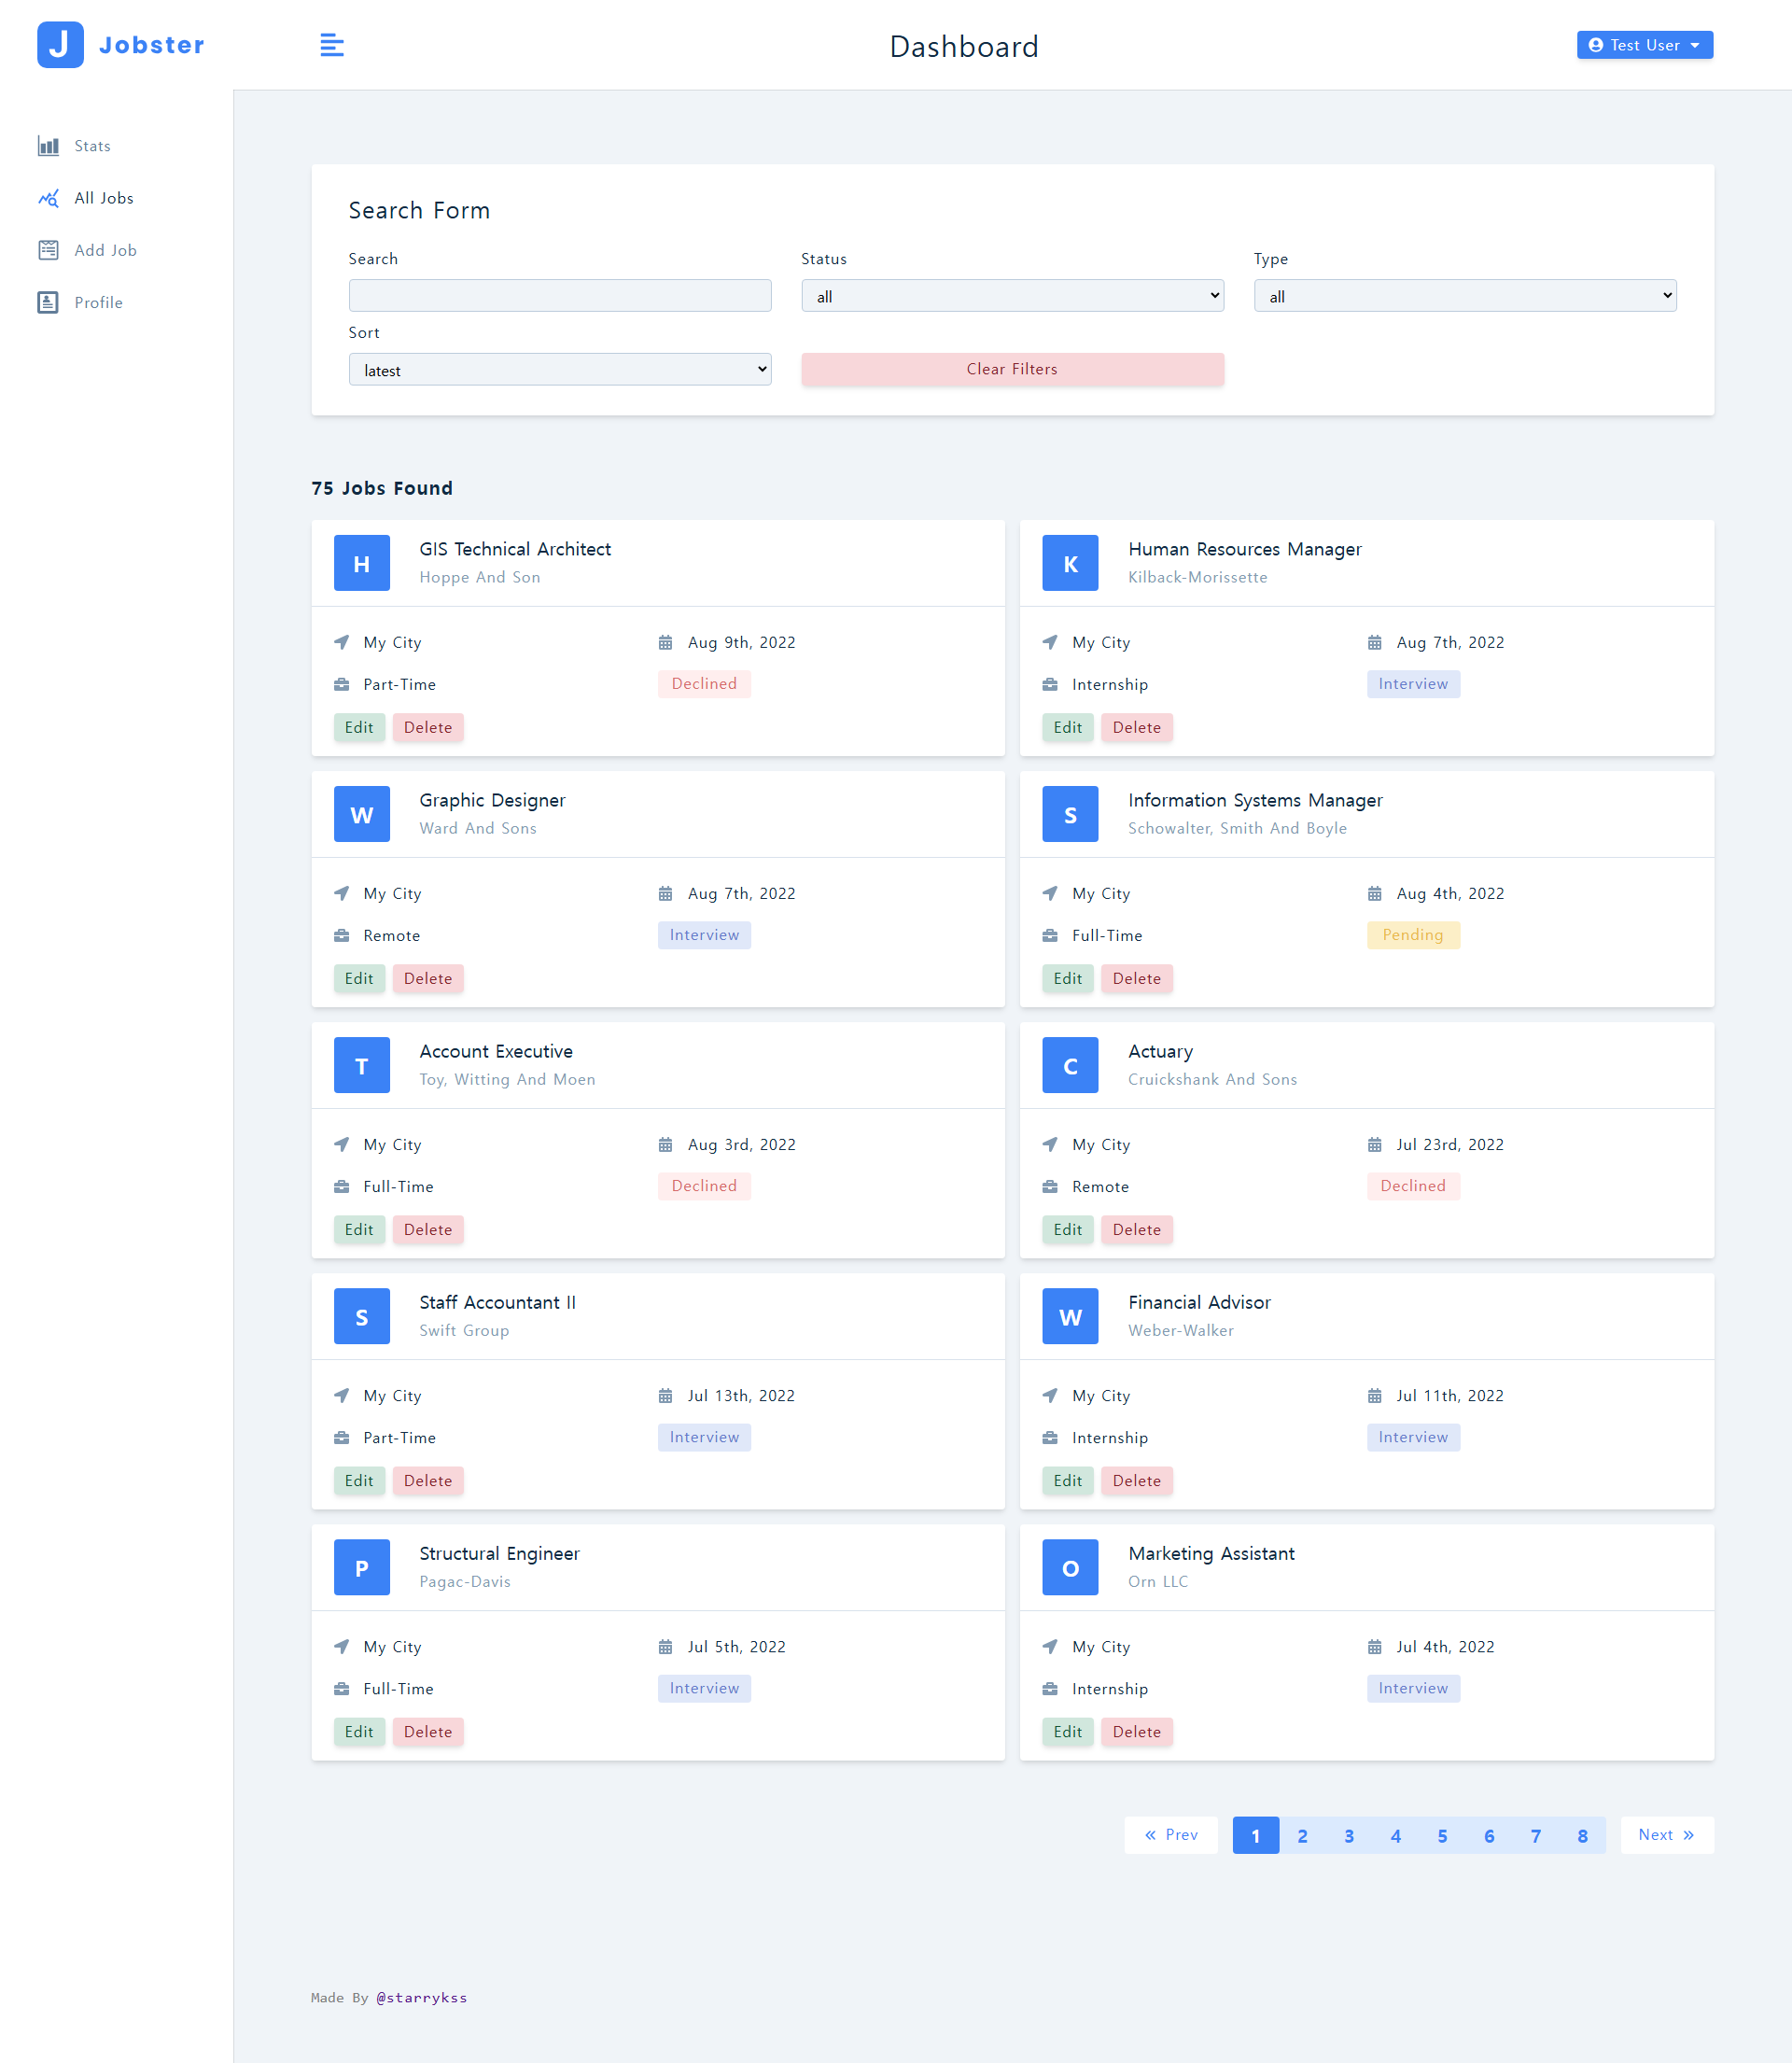 J Jobster
Dashboard
Test User
Stats
All Jobs
Add Job
Profile
Search Form
Search
Status
Type
all
all
Sort
latest
Clear Filters
75 Jobs Found
H
GIS Technical Architect
Hoppe And Son
My City
Aug 9th, 2022
Part-Time
Declined
Edit Delete
K
Human Resources Manager
Kilback-Morissette
My City
Aug 7th, 2022
Internship
Interview
Edit Delete
W
Graphic Designer
Ward And Sons
My City
Aug 7th, 2022
Remote
Interview
Edit Delete
S
Information Systems Manager
Schowalter, Smith And Boyle
My City
Aug 4th, 2022
Full-Time
Pending
Edit Delete
T
Account Executive
Toy, Witting And Moen
My City
Aug 3rd, 2022
Full-Time
Declined
Edit Delete
C
Actuary
Cruickshank And Sons
My City
Jul 23rd, 2022
Remote
Declined
Edit Delete
S
Staff Accountant II
Swift Group
My City
Jul 13th, 2022
Part-Time
Interview
Edit Delete
W
Financial Advisor
Weber-Walker
My City
Jul 11th, 2022
Internship
Interview
Edit Delete
P
Structural Engineer
Pagac-Davis
My City
Jul 5th, 2022
Full-Time
Interview
Edit Delete
O
Marketing Assistant
Orn LLC
My City
Jul 4th, 2022
Internship
Interview
Edit Delete
« Prev 1 2 3 4 5 6 7 8 Next »
Made By @starrykss